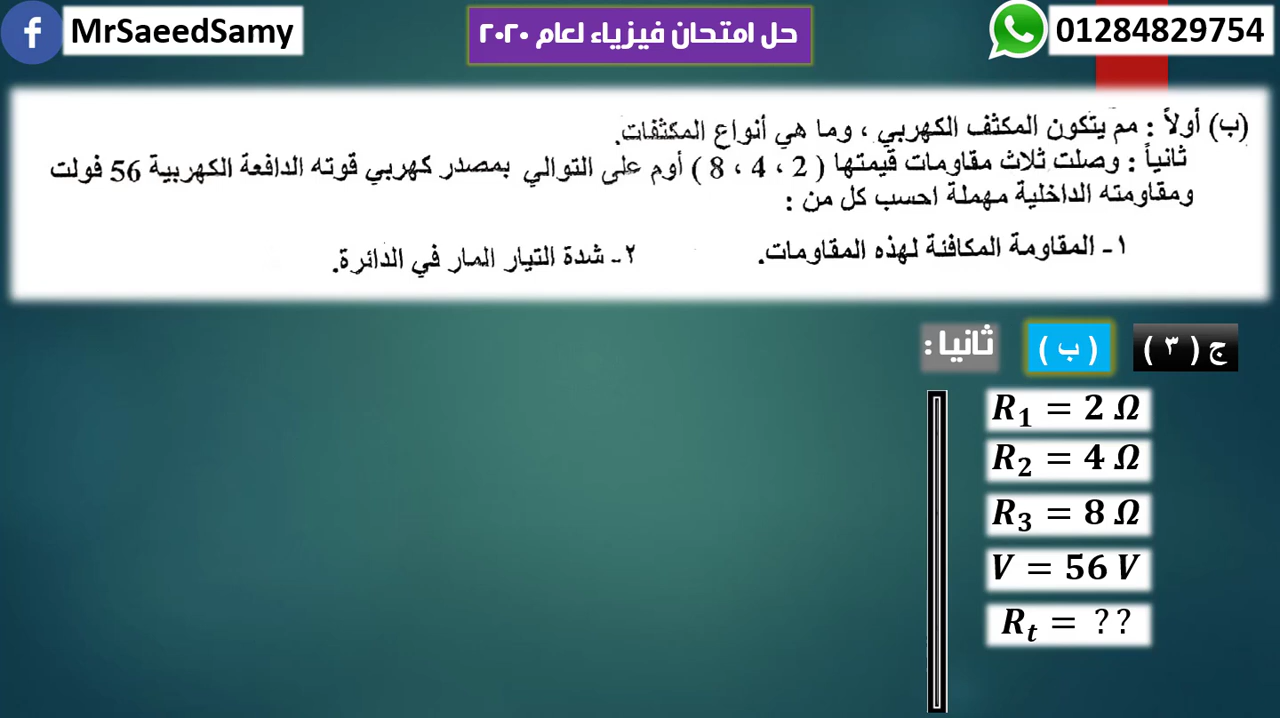 MrSaeedSamy
حل امتحان فيزياء لعام ٢٠٢٠
01284829754
(ب) أولاً : مم يتكون المكثف الكهربي ، وما هي أنواع المكثفات.
ثانياً : وصلت ثلاث مقاومات قيمتها ( 2 ، 4 ، 8 ) أوم على التوالي بمصدر كهربي قوته الدافعة الكهربية 56 فولت
ومقاومته الداخلية مهملة احسب كل من :
١- المقاومة المكافئة لهذه المقاومات. ٢- شدة التيار المار في الدائرة.
ج ( ٣ ) ( ب ) ثانيا :
R₁ = 2 Ω
R₂ = 4 Ω
R₃ = 8 Ω
V = 56 V
Rₜ = ??